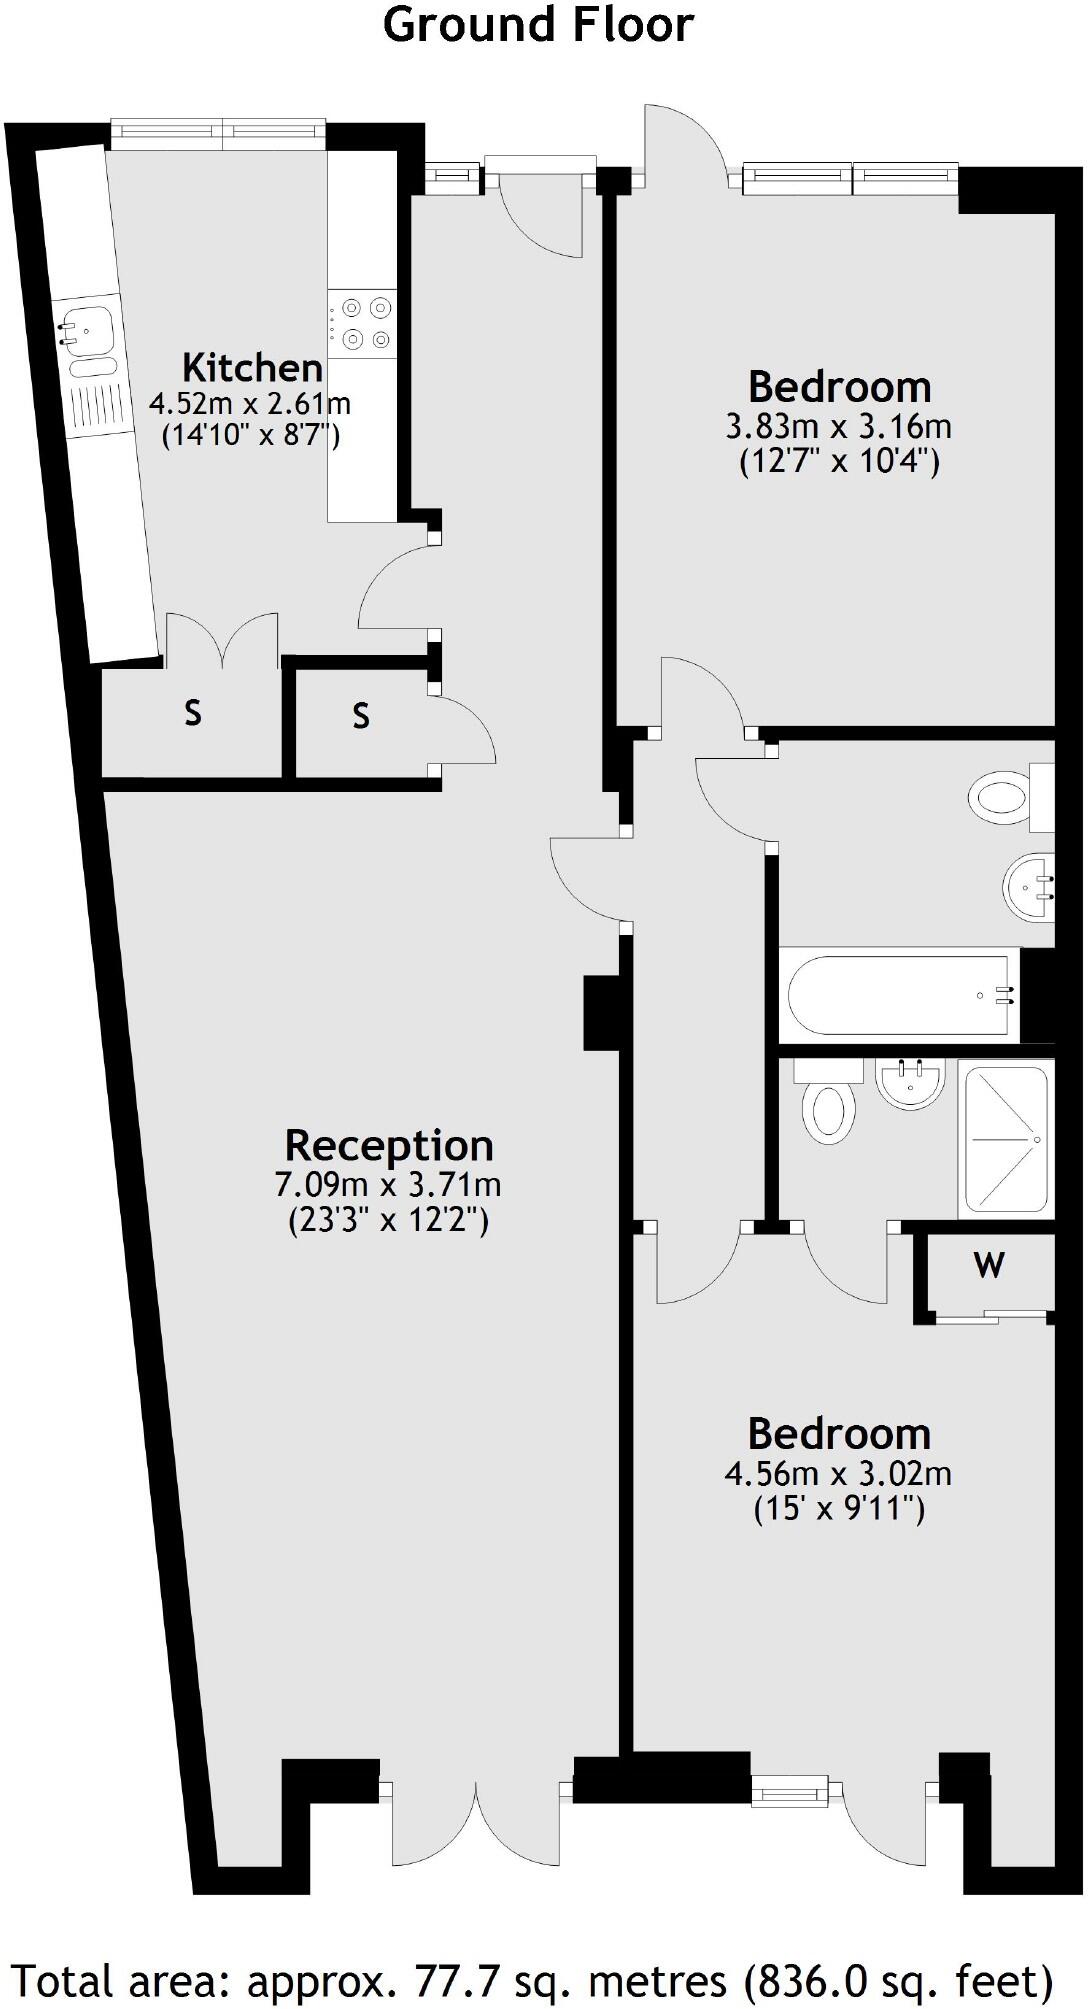 Ground Floor
Kitchen
4.52m x 2.61m
(14'10" x 8'7")
Bedroom
3.83m x 3.16m
(12'7" x 10'4")
S
S
Reception
7.09m x 3.71m
(23'3" x 12'2")
W
Bedroom
4.56m x 3.02m
(15' x 9'11")
Total area: approx. 77.7 sq. metres (836.0 sq. feet)